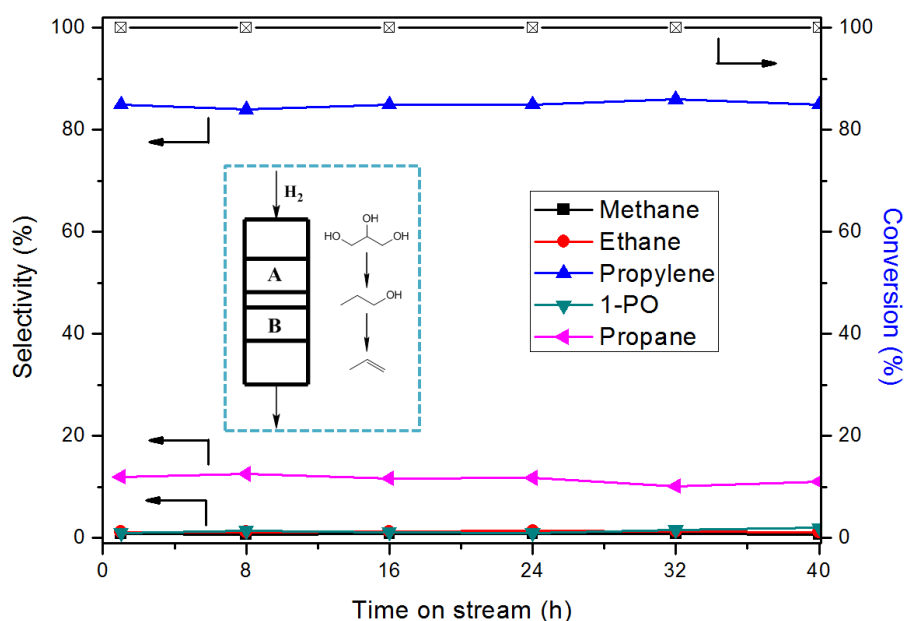 100
80
60
40
20
0
Selectivity (%)
100
80
60
40
20
0
Conversion (%)
H2
A
B
OH
HO
OH
OH
Methane
Ethane
Propylene
1-PO
Propane
0 8 16 24 32 40
Time on stream (h)